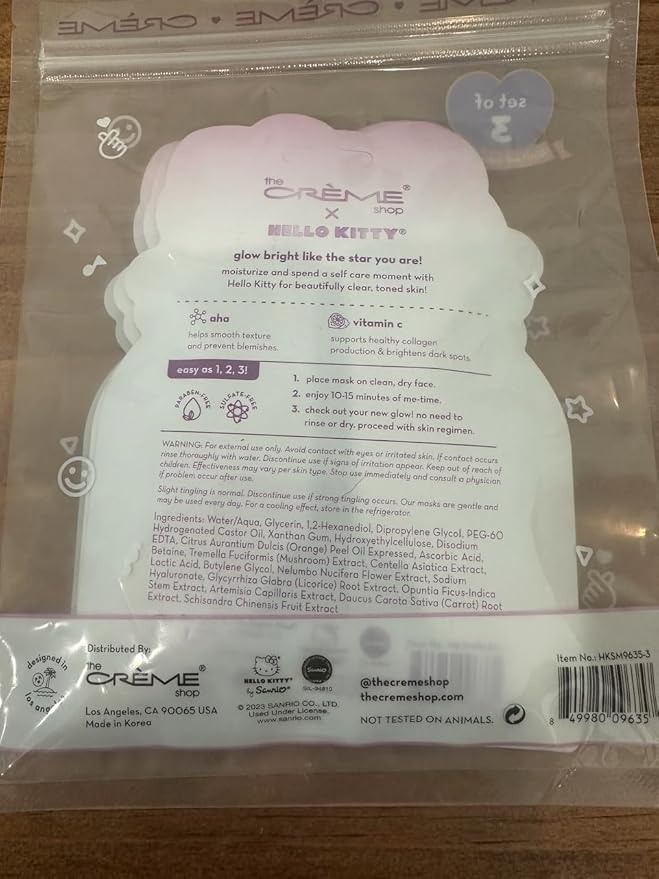 CRÈME • CRÈME • CRÈME
set of
3
the
CRÈME®
shop
X
HELLO KITTY®
glow bright like the star you are!
moisturize and spend a self care moment with
Hello Kitty for beautifully clear, toned skin!
aha
helps smooth texture
and prevent blemishes.
vitamin c
supports healthy collagen
production & brightens dark spots.
easy as 1, 2, 3!
PARABEN-FREE
SULFATE-FREE
1. place mask on clean, dry face.
2. enjoy 10-15 minutes of me-time.
3. check out your new glow! no need to
rinse or dry. proceed with skin regimen.
WARNING: For external use only. Avoid contact with eyes or irritated skin. If contact occurs
rinse thoroughly with water. Discontinue use if signs of irritation appear. Keep out of reach of
children. Effectiveness may vary per skin type. Stop use immediately and consult a physician
if problem occur after use.
Slight tingling is normal. Discontinue use if strong tingling occurs. Our masks are gentle and
may be used every day. For a cooling effect, store in the refrigerator.
Ingredients: Water/Aqua, Glycerin, 1,2-Hexanediol, Dipropylene Glycol, PEG-60
Hydrogenated Castor Oil, Xanthan Gum, Hydroxyethylcellulose, Disodium
EDTA, Citrus Aurantium Dulcis (Orange) Peel Oil Expressed, Ascorbic Acid,
Betaine, Tremella Fuciformis (Mushroom) Extract, Centella Asiatica Extract,
Lactic Acid, Butylene Glycol, Nelumbo Nucifera Flower Extract, Sodium
Hyaluronate, Glycyrrhiza Glabra (Licorice) Root Extract, Opuntia Ficus-Indica
Stem Extract, Artemisia Capillaris Extract, Daucus Carota Sativa (Carrot) Root
Extract, Schisandra Chinensis Fruit Extract
designed in
los angeles
Distributed By:
the
CRÈME®
shop
Los Angeles, CA 90065 USA
Made in Korea
HELLO KITTY®
by Sanrio®
Sanrio
© 2023 SANRIO CO., LTD.
Used Under License.
www.sanrio.com
@thecremeshop
thecremeshop.com
NOT TESTED ON ANIMALS.
Item No.: HKSM9635-3
8 49980 09635